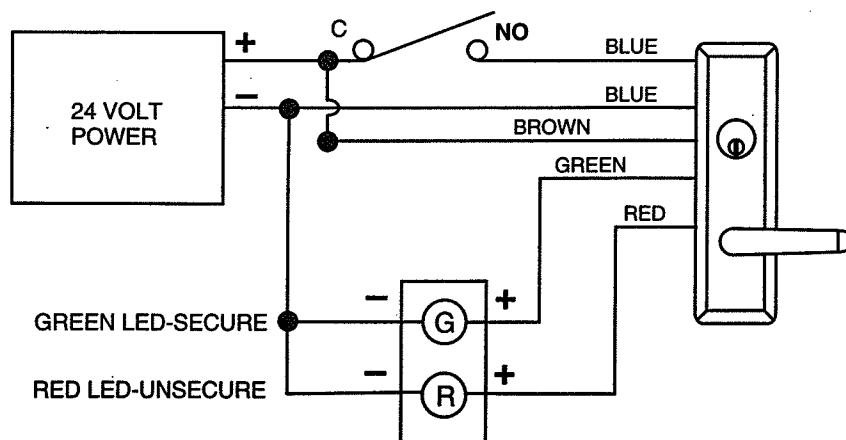 C
NO
+
BLUE
24 VOLT
POWER
−
BLUE
BROWN
GREEN
RED
− +
GREEN LED-SECURE
G
− +
RED LED-UNSECURE
R